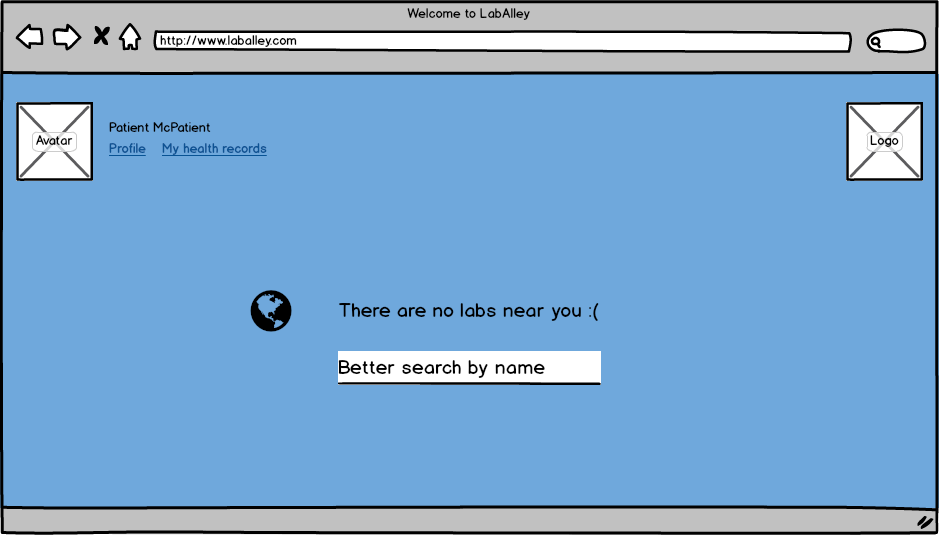 Welcome to LabAlley
http://www.laballey.com
Avatar
Patient McPatient
Profile My health records
Logo
There are no labs near you :(
Better search by name